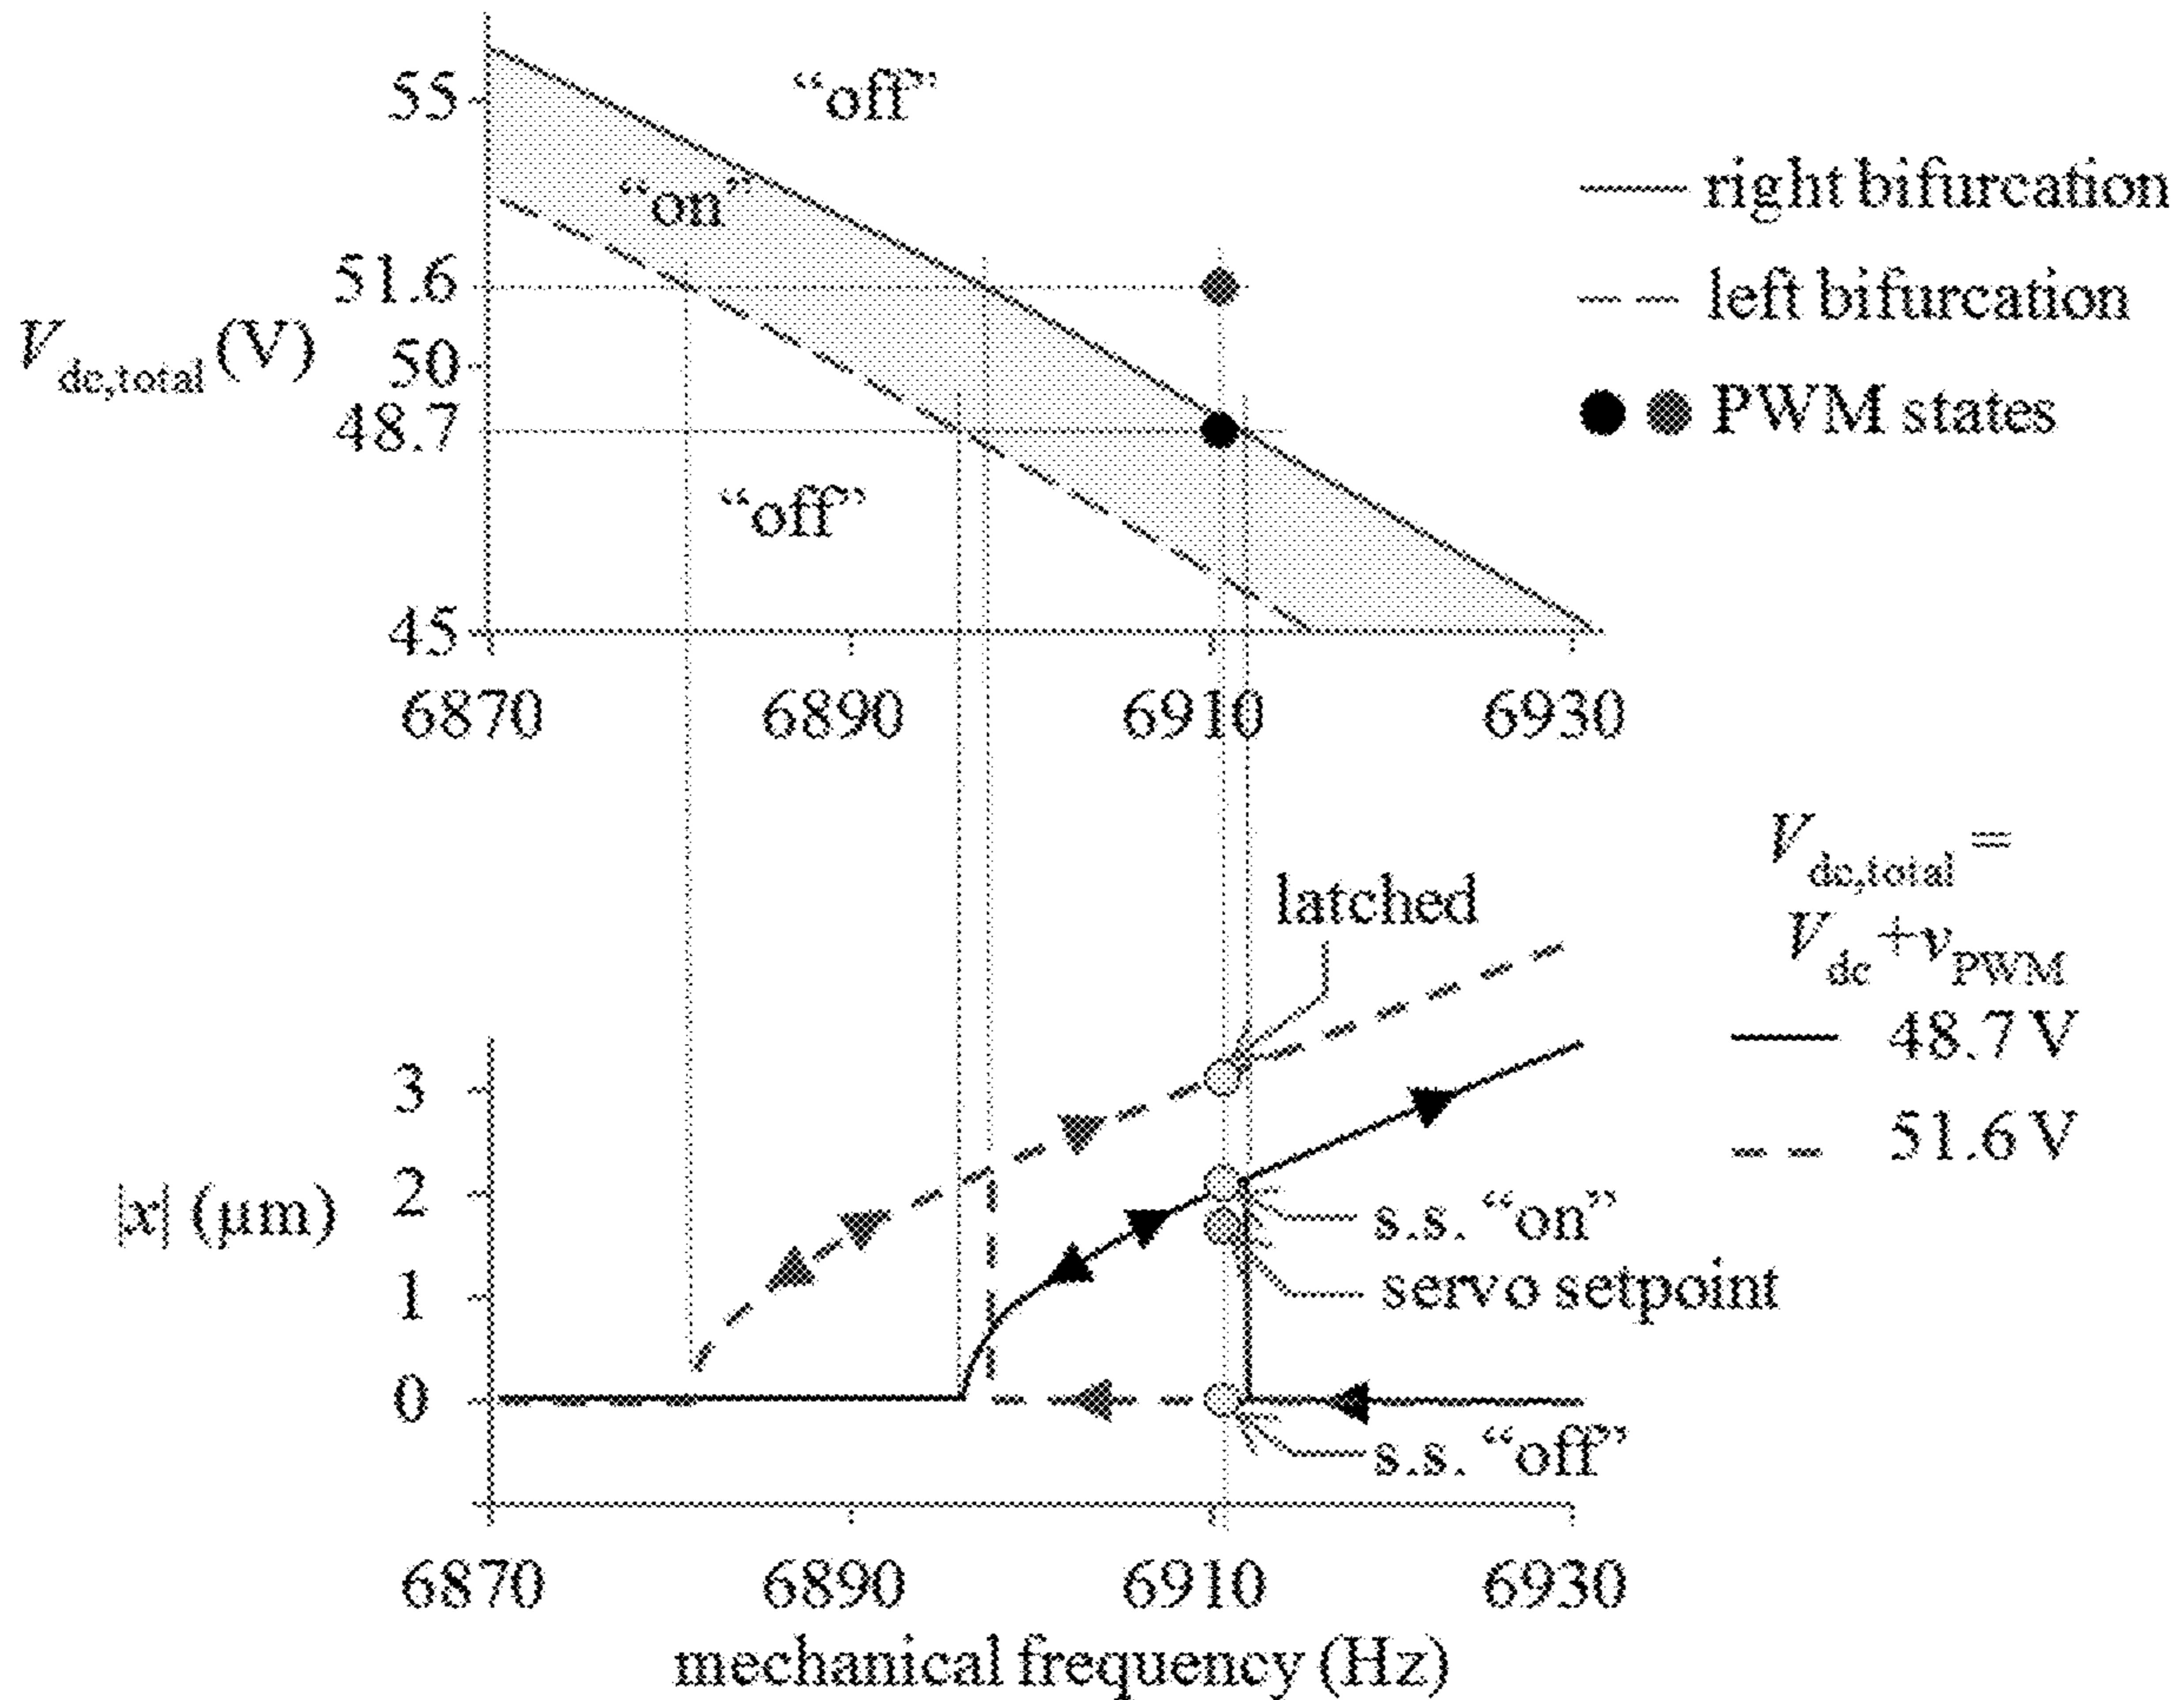 55
"off"
"on"
right bifurcation
51.6
left bifurcation
V_dc,total (V)
50
48.7
PWM states
"off"
45
6870 6890 6910 6930
V_dc,total =
V_dc + v_PWM
latched
48.7 V
51.6 V
3
2
|x| (µm)
1
0
s.s. "on"
servo setpoint
s.s. "off"
6870 6890 6910 6930
mechanical frequency (Hz)